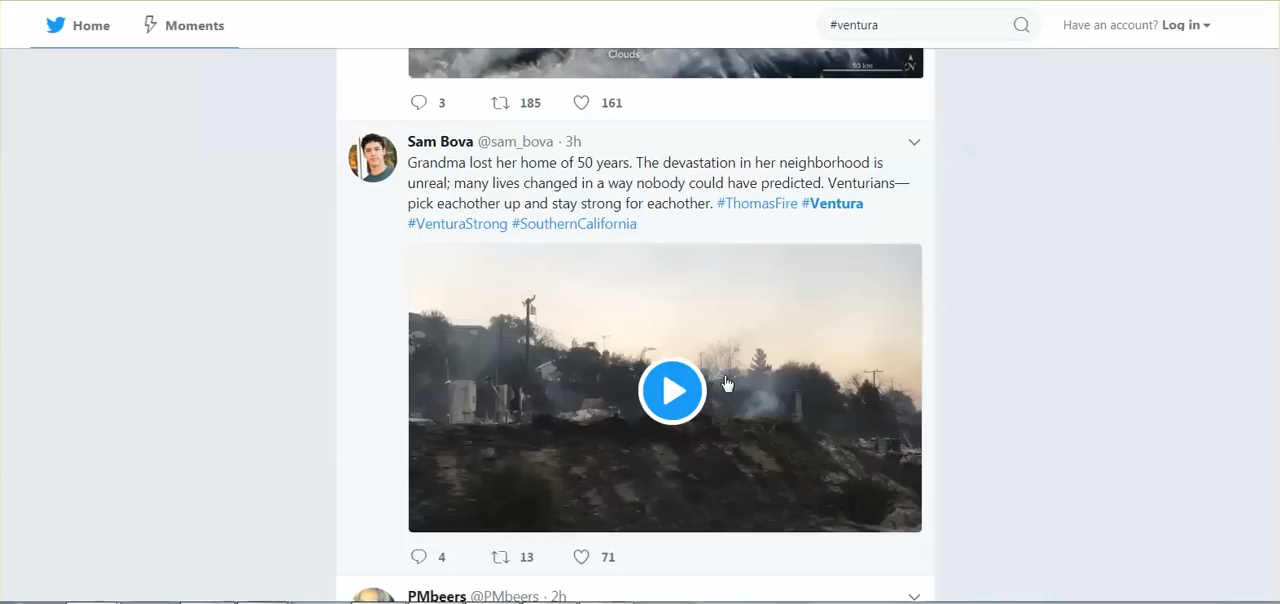 Home Moments #ventura Have an account? Log in
Clouds
50 km
N
3 185 161
Sam Bova @sam_bova · 3h
Grandma lost her home of 50 years. The devastation in her neighborhood is
unreal; many lives changed in a way nobody could have predicted. Venturians—
pick eachother up and stay strong for eachother. #ThomasFire #Ventura
#VenturaStrong #SouthernCalifornia
4 13 71
PMbeers @PMbeers · 2h